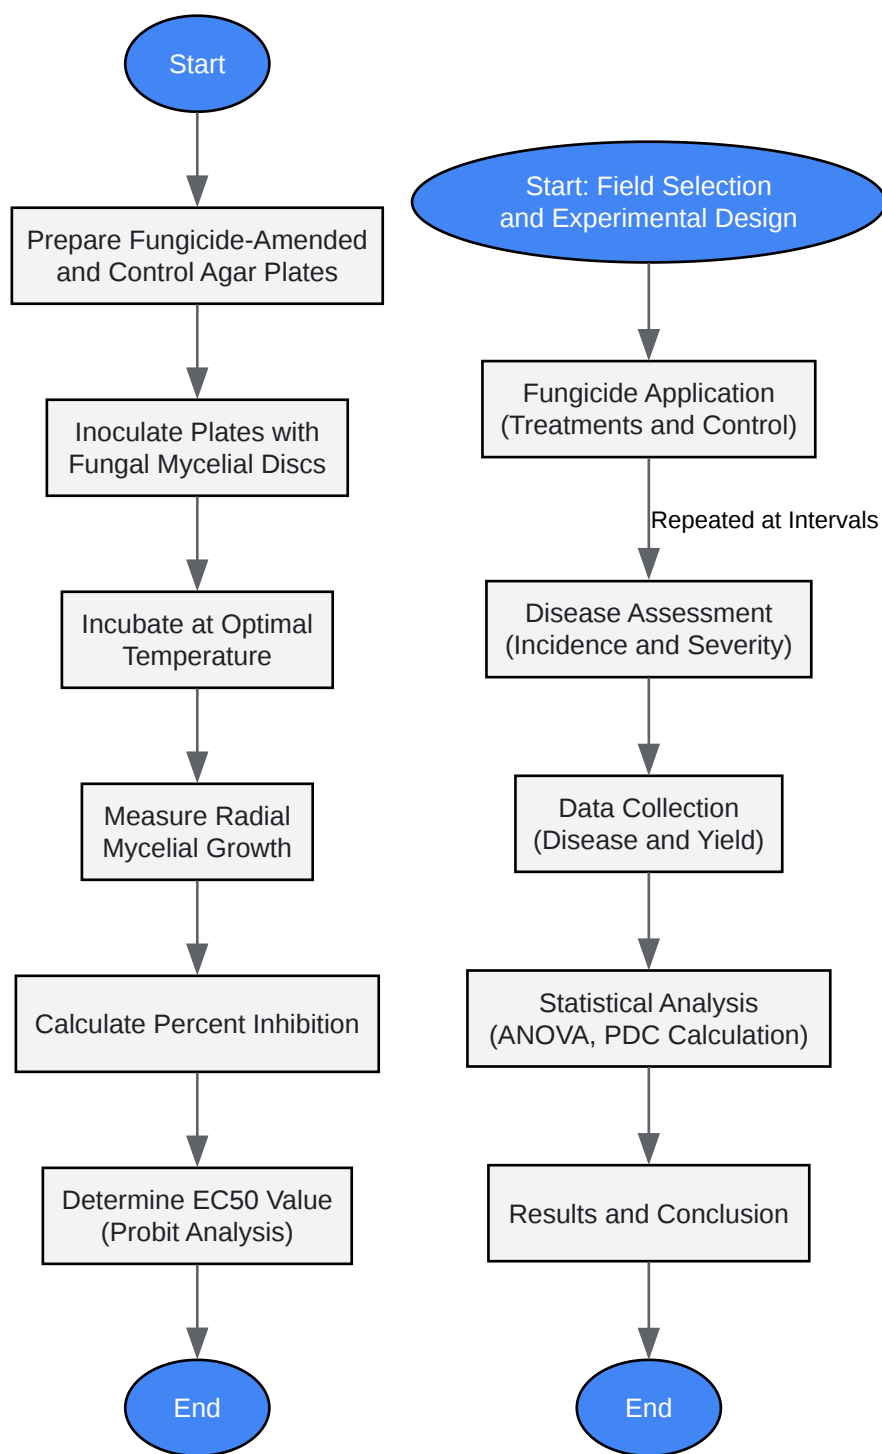 Start
Prepare Fungicide-Amended
and Control Agar Plates
Inoculate Plates with
Fungal Mycelial Discs
Incubate at Optimal
Temperature
Measure Radial
Mycelial Growth
Calculate Percent Inhibition
Determine EC50 Value
(Probit Analysis)
End
Start: Field Selection
and Experimental Design
Fungicide Application
(Treatments and Control)
Repeated at Intervals
Disease Assessment
(Incidence and Severity)
Data Collection
(Disease and Yield)
Statistical Analysis
(ANOVA, PDC Calculation)
Results and Conclusion
End